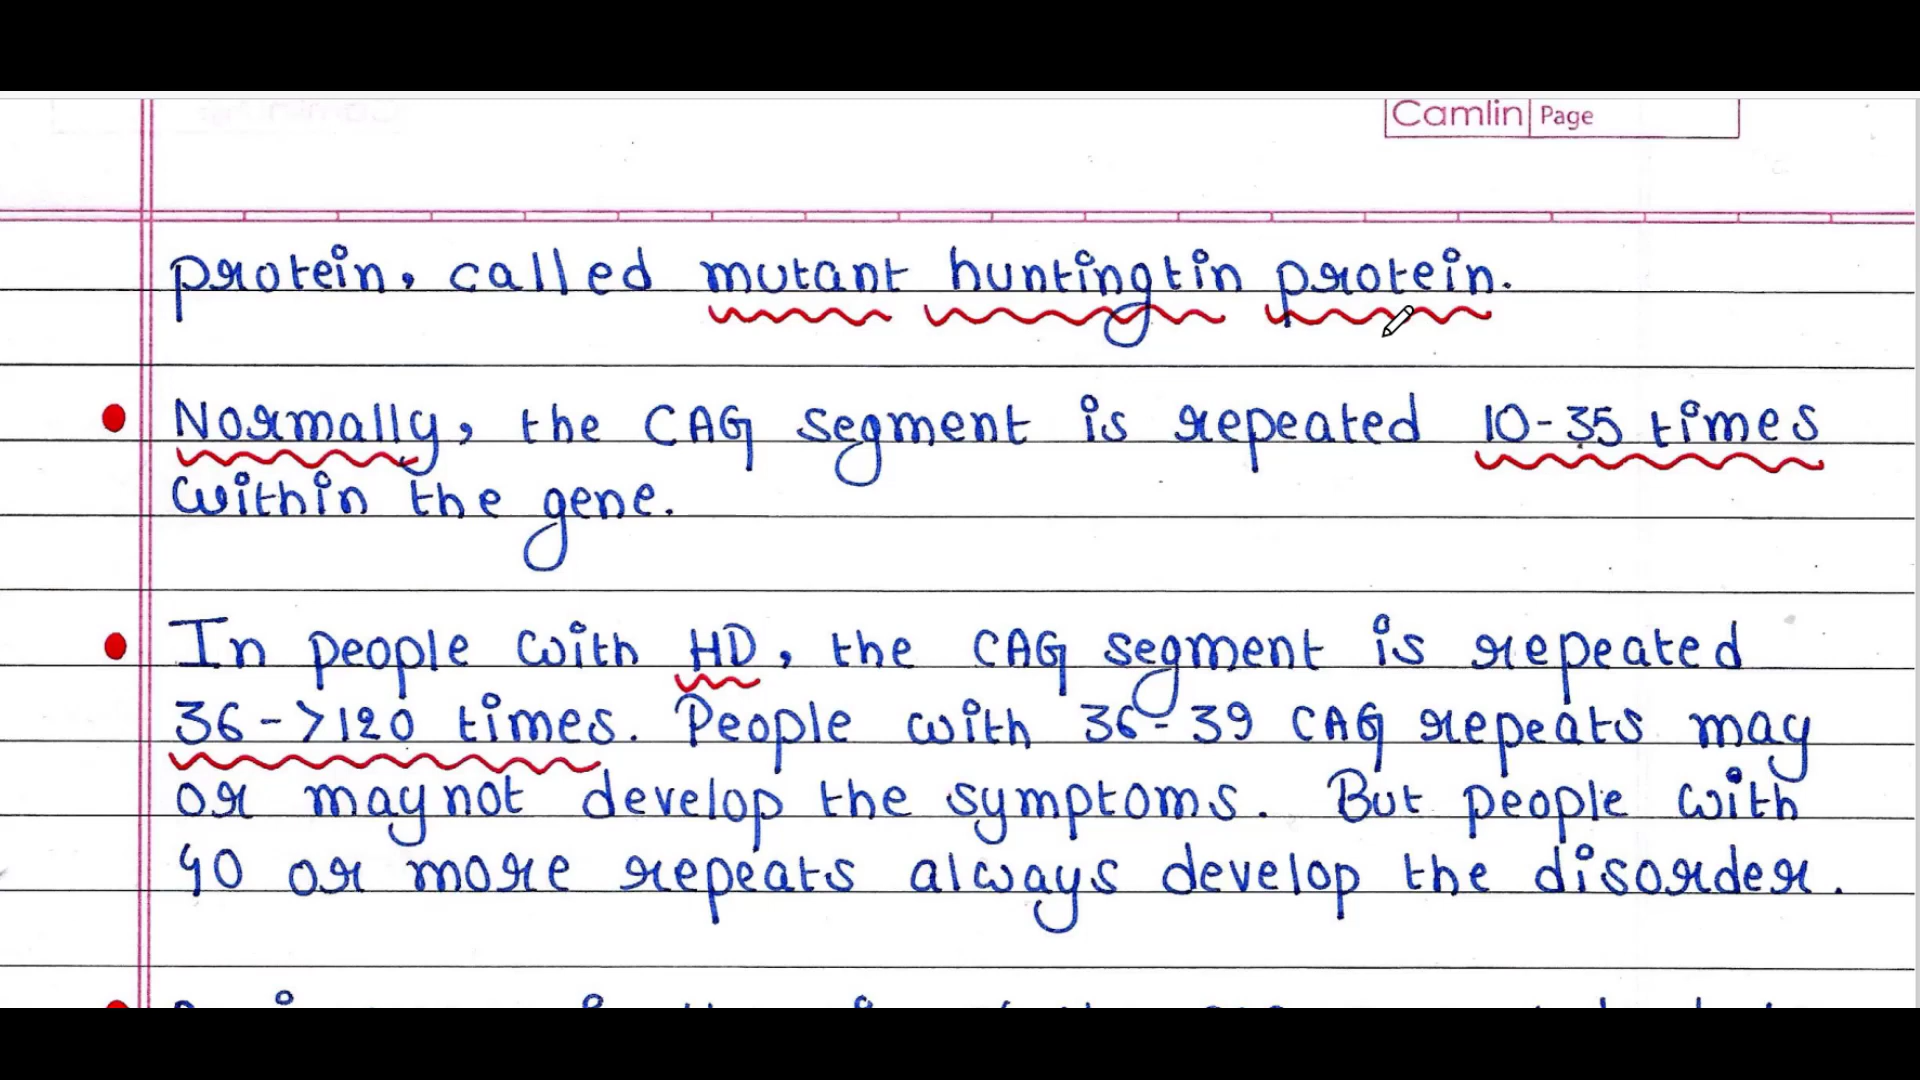 Camlin Page
protein, called mutant huntingtin protein.
Normally, the CAG segment is repeated 10-35 times
within the gene.
In people with HD, the CAG segment is repeated
36->120 times. People with 36-39 CAG repeats may
or may not develop the symptoms. But people with
40 or more repeats always develop the disorder.